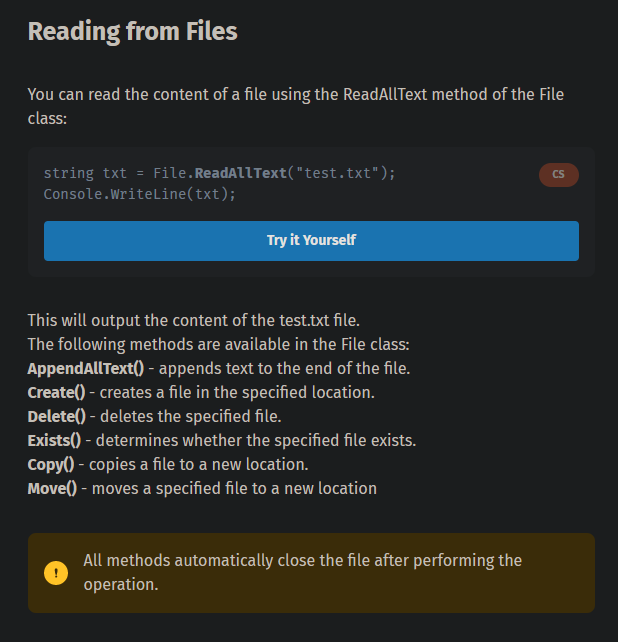 Reading from Files
You can read the content of a file using the ReadAllText method of the File
class:
string txt = File.ReadAllText("test.txt");
CS
Console.WriteLine(txt);
Try it Yourself
This will output the content of the test.txt file.
The following methods are available in the File class:
AppendAllText() - appends text to the end of the file.
Create() - creates a file in the specified location.
Delete() - deletes the specified file.
Exists() - determines whether the specified file exists.
Copy() - copies a file to a new location.
Move() - moves a specified file to a new location
!
All methods automatically close the file after performing the
operation.